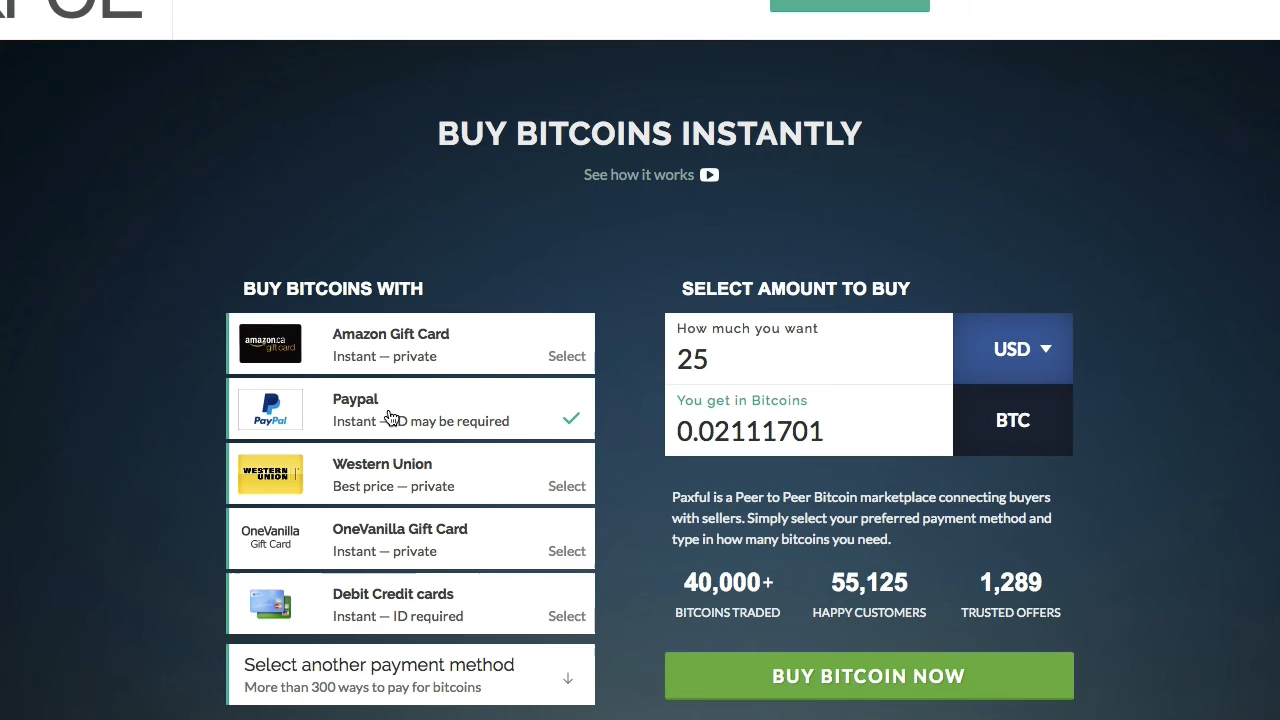 BUY BITCOINS INSTANTLY
See how it works
BUY BITCOINS WITH
amazon.ca
gift card
Amazon Gift Card
Instant — private
Select
PayPal
Paypal
Instant — ID may be required
WESTERN
UNION
Western Union
Best price — private
Select
OneVanilla
Gift Card
OneVanilla Gift Card
Instant — private
Select
Debit Credit cards
Instant — ID required
Select
Select another payment method
More than 300 ways to pay for bitcoins
SELECT AMOUNT TO BUY
How much you want
25
USD
You get in Bitcoins
0.02111701
BTC
Paxful is a Peer to Peer Bitcoin marketplace connecting buyers
with sellers. Simply select your preferred payment method and
type in how many bitcoins you need.
40,000+
BITCOINS TRADED
55,125
HAPPY CUSTOMERS
1,289
TRUSTED OFFERS
BUY BITCOIN NOW